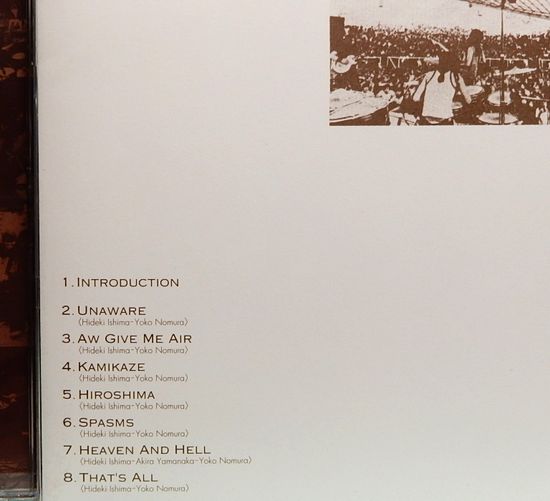 1. INTRODUCTION
2. UNAWARE
(Hideki Ishima-Yoko Nomura)
3. AW GIVE ME AIR
(Hideki Ishima-Yoko Nomura)
4. KAMIKAZE
(Hideki Ishima-Yoko Nomura)
5. HIROSHIMA
(Hideki Ishima-Yoko Nomura)
6. SPASMS
(Hideki Ishima-Yoko Nomura)
7. HEAVEN AND HELL
(Hideki Ishima-Akira Yamanaka-Yoko Nomura)
8. THAT'S ALL
(Hideki Ishima-Yoko Nomura)